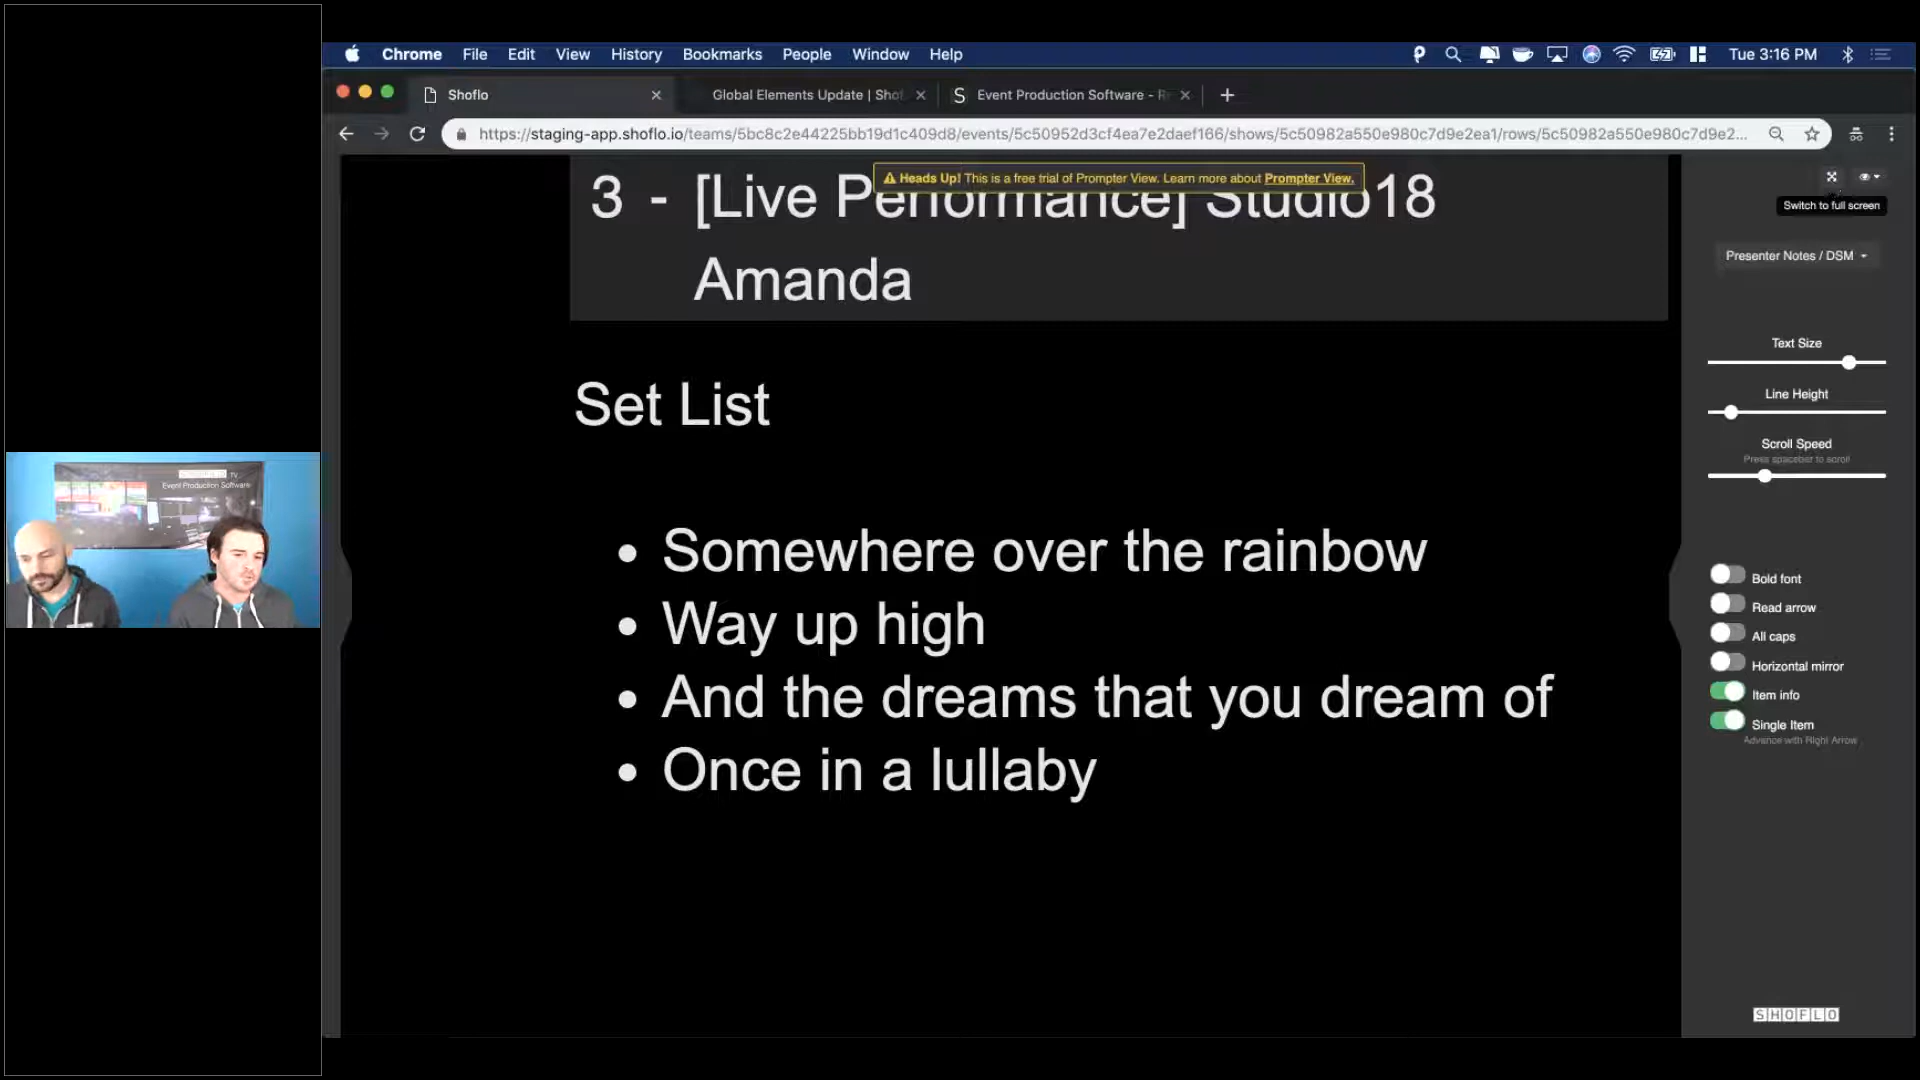 Chrome File Edit View History Bookmarks People Window Help Tue 3:16 PM
Shoflo
Global Elements Update | Shof
S Event Production Software - R
https://staging-app.shoflo.io/teams/5bc8c2e44225bb19d1c409d8/events/5c50952d3cf4ea7e2daef166/shows/5c50982a550e980c7d9e2ea1/rows/5c50982a550e980c7d9e2...
Heads Up! This is a free trial of Prompter View. Learn more about Prompter View.
3 - [Live Performance] Studio18
Amanda
Set List
• Somewhere over the rainbow
• Way up high
• And the dreams that you dream of
• Once in a lullaby
Switch to full screen
Presenter Notes / DSM
Text Size
Line Height
Scroll Speed
Press spacebar to scroll
Bold font
Read arrow
All caps
Horizontal mirror
Item info
Single Item
Advance with Right Arrow
SHOFLO
TV
Event Production Software